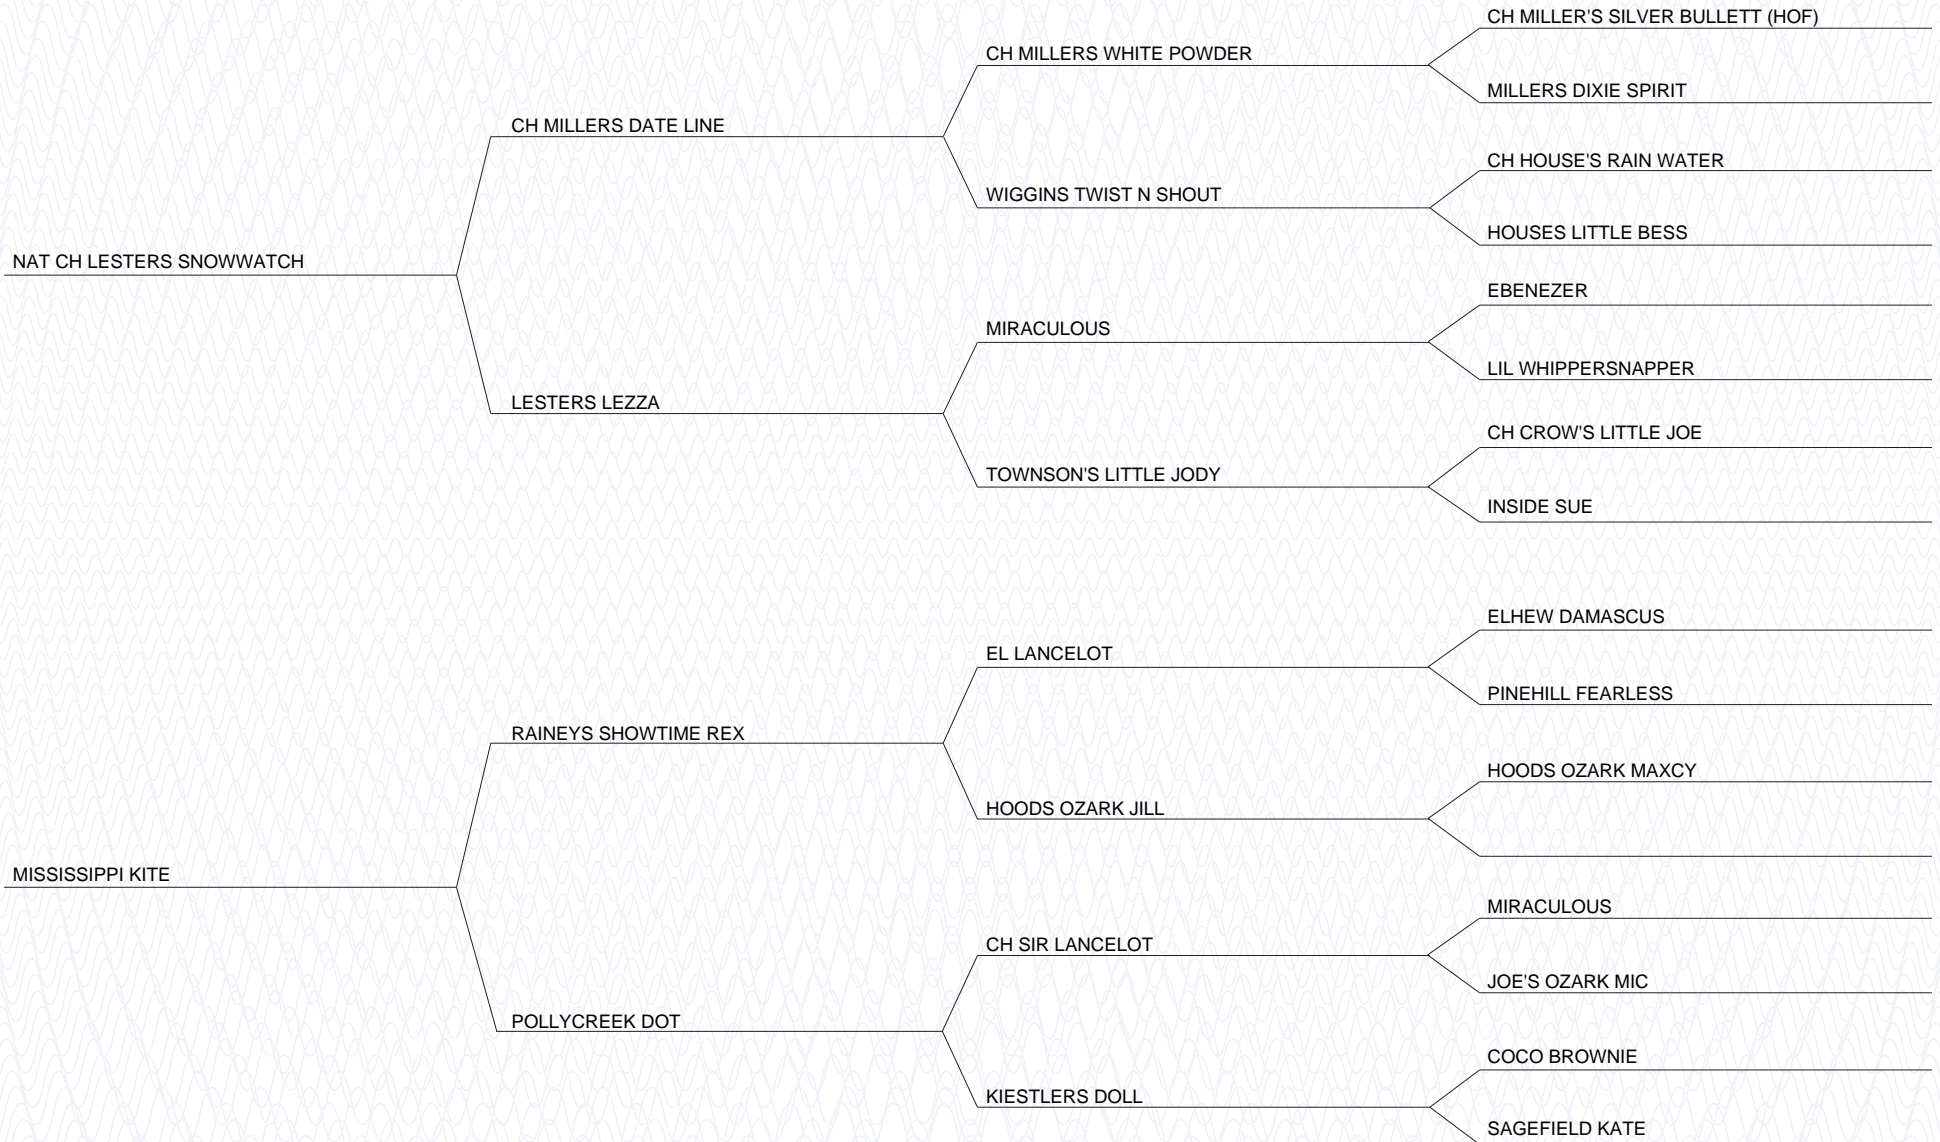 CH MILLER'S SILVER BULLETT (HOF)
CH MILLERS WHITE POWDER
MILLERS DIXIE SPIRIT
CH MILLERS DATE LINE
CH HOUSE'S RAIN WATER
WIGGINS TWIST N SHOUT
HOUSES LITTLE BESS
NAT CH LESTERS SNOWWATCH
EBENEZER
MIRACULOUS
LIL WHIPPERSNAPPER
LESTERS LEZZA
CH CROW'S LITTLE JOE
TOWNSON'S LITTLE JODY
INSIDE SUE
ELHEW DAMASCUS
EL LANCELOT
PINEHILL FEARLESS
RAINEYS SHOWTIME REX
HOODS OZARK MAXCY
HOODS OZARK JILL
MISSISSIPPI KITE
MIRACULOUS
CH SIR LANCELOT
JOE'S OZARK MIC
POLLYCREEK DOT
COCO BROWNIE
KIESTLERS DOLL
SAGEFIELD KATE